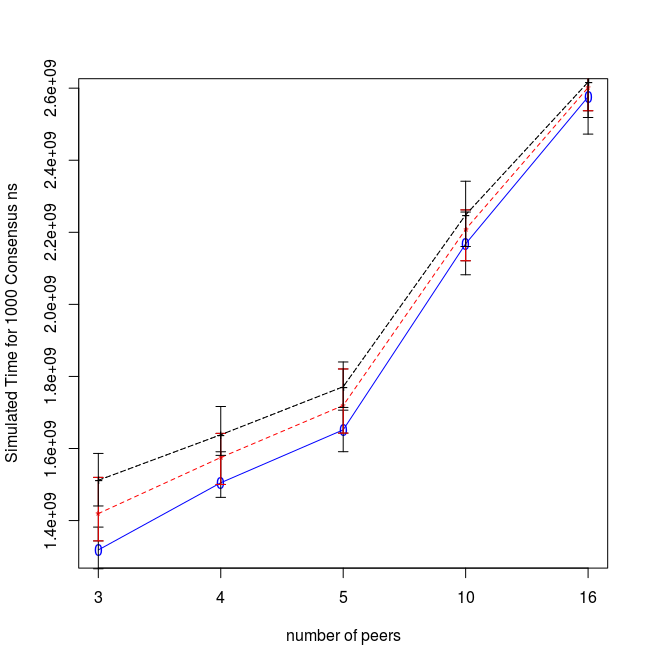 2.6e+09
2.4e+09
2.2e+09
2.0e+09
1.8e+09
1.6e+09
1.4e+09
Simulated Time for 1000 Consensus ns
3 4 5 10 16
number of peers